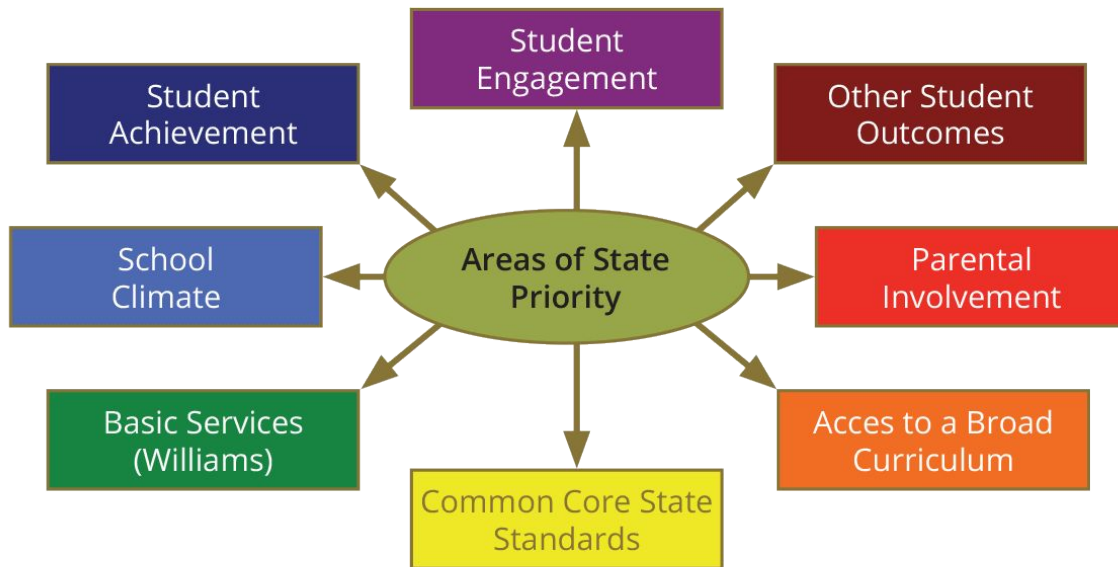 Student
Engagement
Student
Achievement
Other Student
Outcomes
School
Climate
Areas of State
Priority
Parental
Involvement
Basic Services
(Williams)
Acces to a Broad
Curriculum
Common Core State
Standards